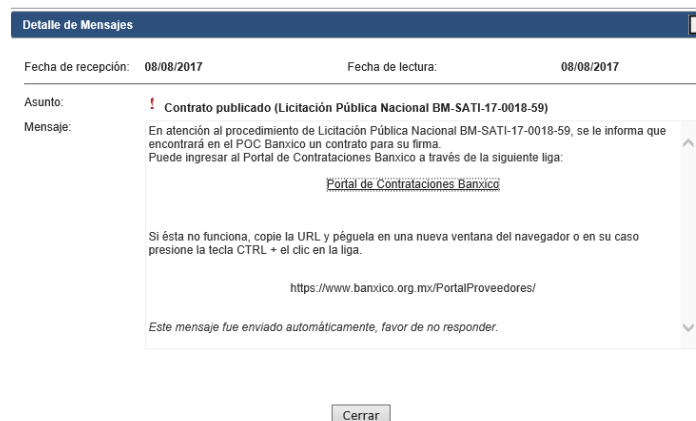 Detalle de Mensajes
Fecha de recepción: 08/08/2017 Fecha de lectura: 08/08/2017
Asunto: ! Contrato publicado (Licitación Pública Nacional BM-SATI-17-0018-59)
Mensaje: En atención al procedimiento de Licitación Pública Nacional BM-SATI-17-0018-59, se le informa que
encontrará en el POC Banxico un contrato para su firma.
Puede ingresar al Portal de Contrataciones Banxico a través de la siguiente liga:
Portal de Contrataciones Banxico
Si ésta no funciona, copie la URL y péguela en una nueva ventana del navegador o en su caso
presione la tecla CTRL + el clic en la liga.
https://www.banxico.org.mx/PortalProveedores/
Este mensaje fue enviado automáticamente, favor de no responder.
Cerrar